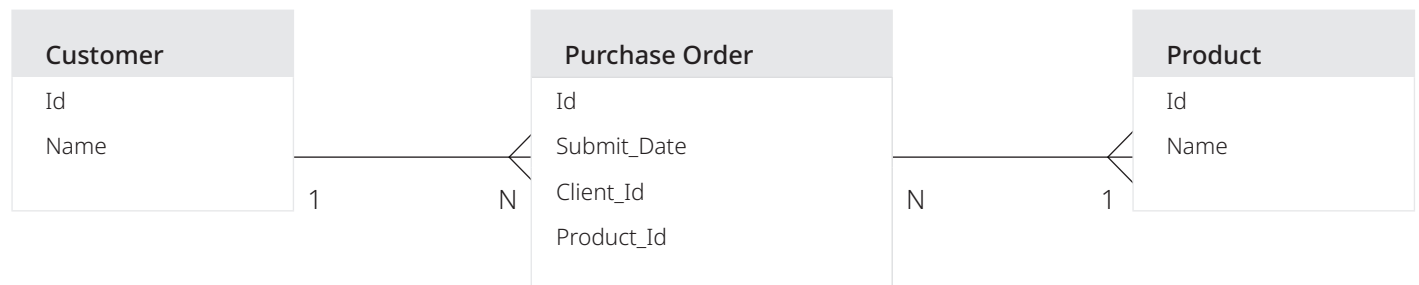 Customer
Id
Name
1
N
Purchase Order
Id
Submit_Date
Client_Id
Product_Id
N
1
Product
Id
Name